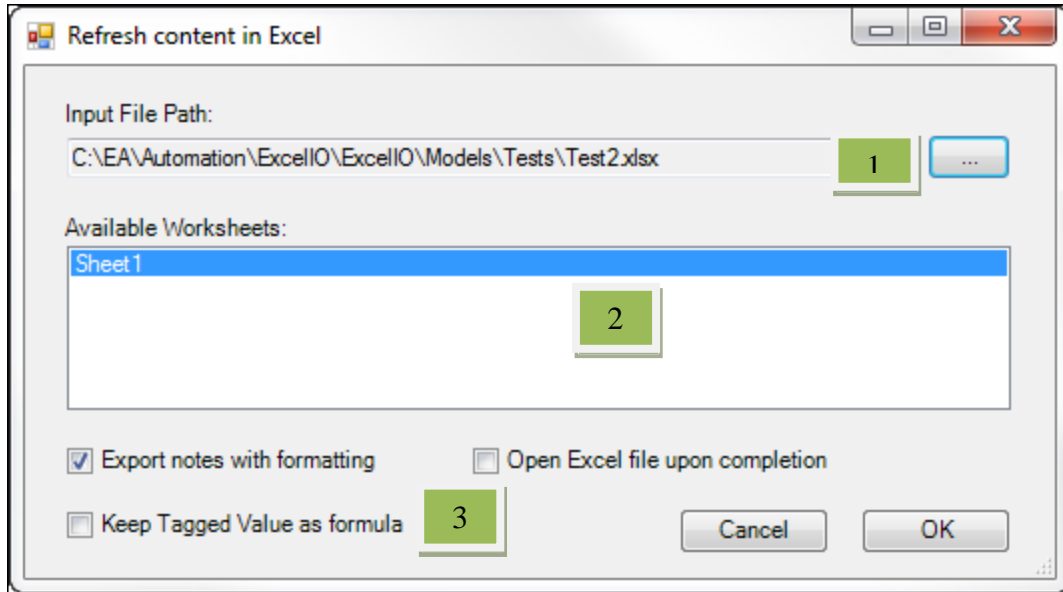 Refresh content in Excel
Input File Path:
C:\EA\Automation\ExcelIO\ExcelIO\Models\Tests\Test2.xlsx
1
...
Available Worksheets:
Sheet1
2
Export notes with formatting
Open Excel file upon completion
Keep Tagged Value as formula
3
Cancel
OK